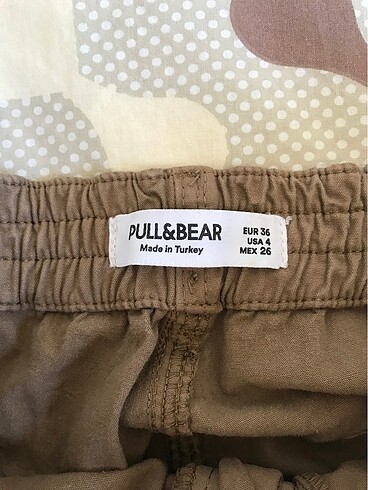 PULL&BEAR
Made in Turkey
EUR 36
USA 4
MEX 26